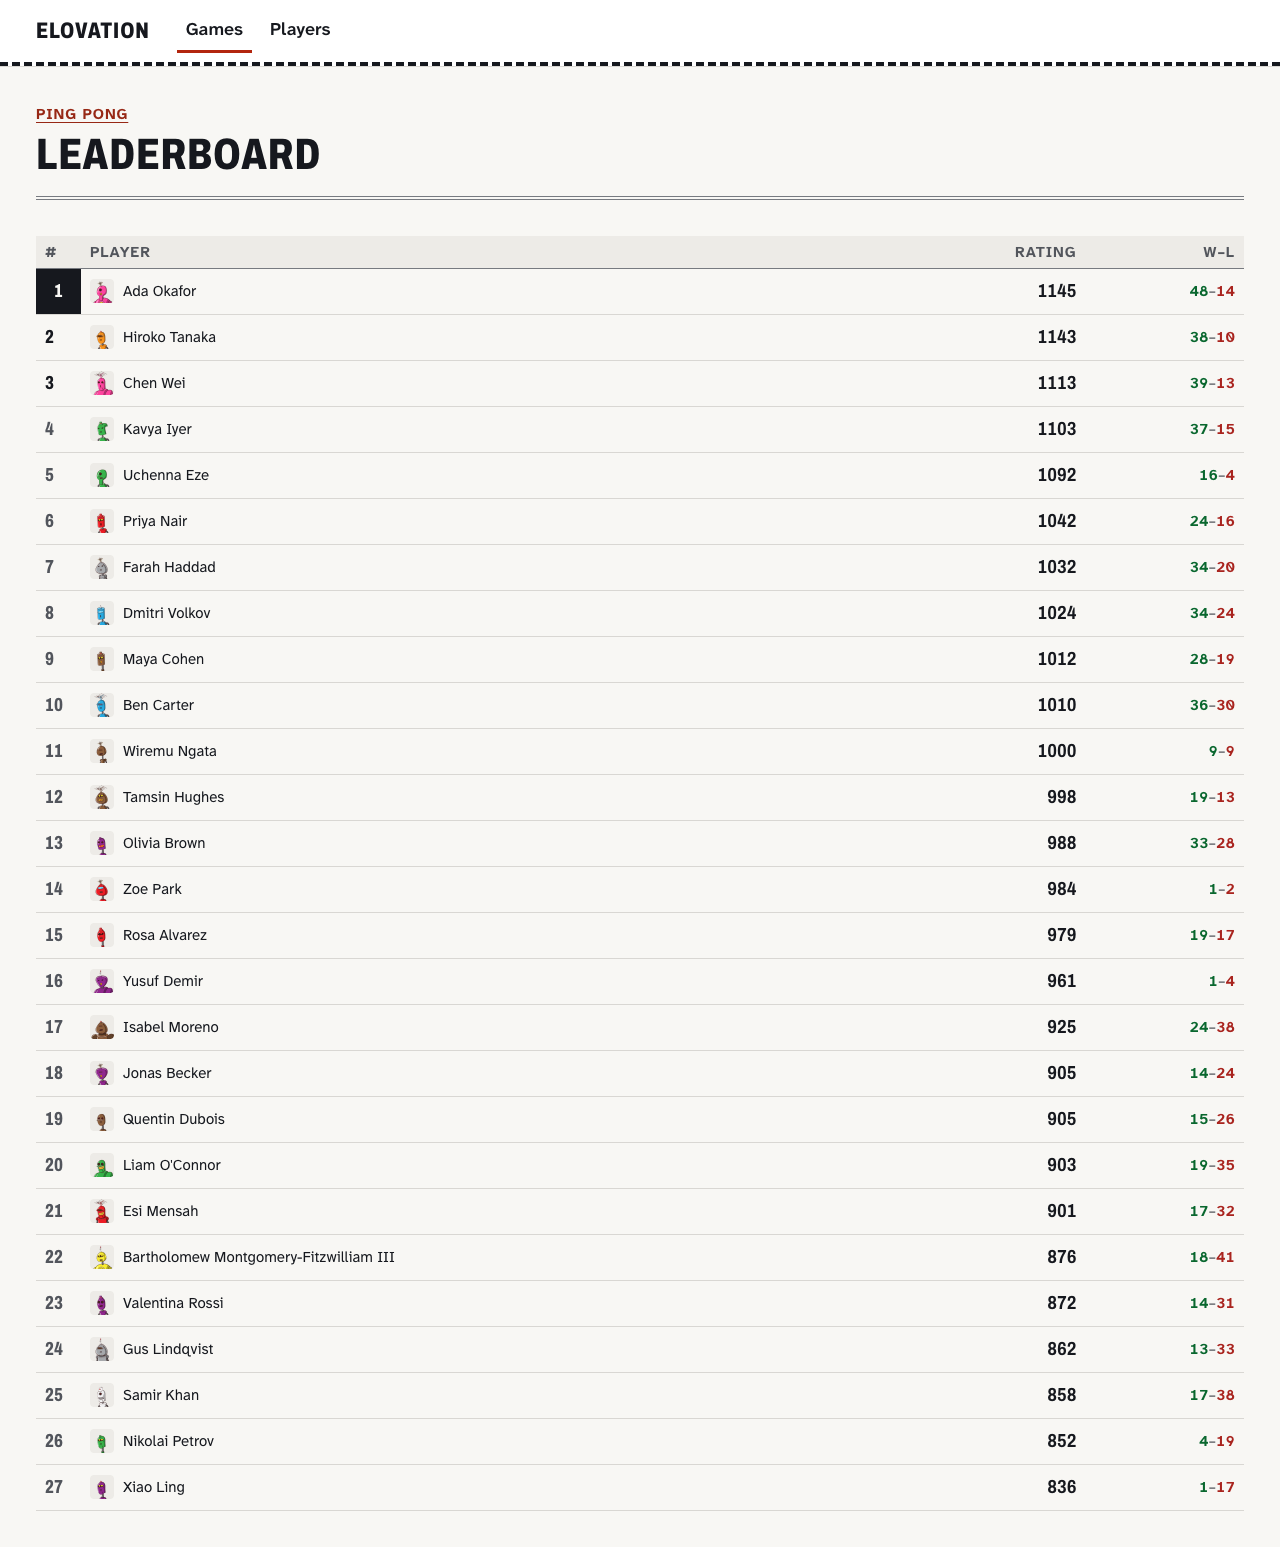 ELOVATION Games Players
PING PONG
LEADERBOARD
# PLAYER RATING W–L
1 Ada Okafor 1145 48–14
2 Hiroko Tanaka 1143 38–10
3 Chen Wei 1113 39–13
4 Kavya Iyer 1103 37–15
5 Uchenna Eze 1092 16–4
6 Priya Nair 1042 24–16
7 Farah Haddad 1032 34–20
8 Dmitri Volkov 1024 34–24
9 Maya Cohen 1012 28–19
10 Ben Carter 1010 36–30
11 Wiremu Ngata 1000 9–9
12 Tamsin Hughes 998 19–13
13 Olivia Brown 988 33–28
14 Zoe Park 984 1–2
15 Rosa Alvarez 979 19–17
16 Yusuf Demir 961 1–4
17 Isabel Moreno 925 24–38
18 Jonas Becker 905 14–24
19 Quentin Dubois 905 15–26
20 Liam O'Connor 903 19–35
21 Esi Mensah 901 17–32
22 Bartholomew Montgomery-Fitzwilliam III 876 18–41
23 Valentina Rossi 872 14–31
24 Gus Lindqvist 862 13–33
25 Samir Khan 858 17–38
26 Nikolai Petrov 852 4–19
27 Xiao Ling 836 1–17